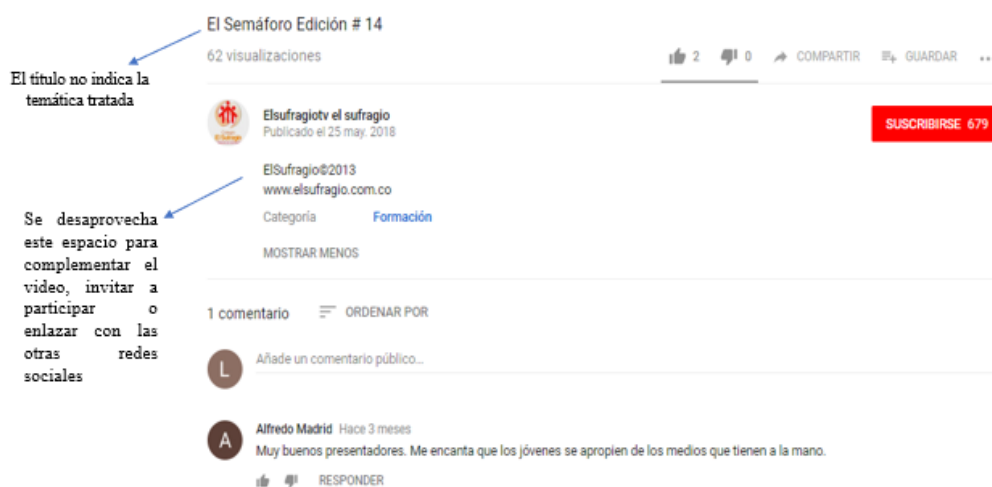 El Semáforo Edición # 14
62 visualizaciones
2 0 COMPARTIR GUARDAR ...
El título no indica la
temática tratada
Elsufragiotv el sufragio
Publicado el 25 may. 2018
SUSCRIBIRSE 679
ElSufragio©2013
www.elsufragio.com.co
Categoría Formación
MOSTRAR MENOS
Se desaprovecha
este espacio para
complementar el
video, invitar a
participar o
enlazar con las
otras redes
sociales
1 comentario ORDENAR POR
L
Añade un comentario público...
A
Alfredo Madrid Hace 3 meses
Muy buenos presentadores. Me encanta que los jóvenes se apropien de los medios que tienen a la mano.
RESPONDER